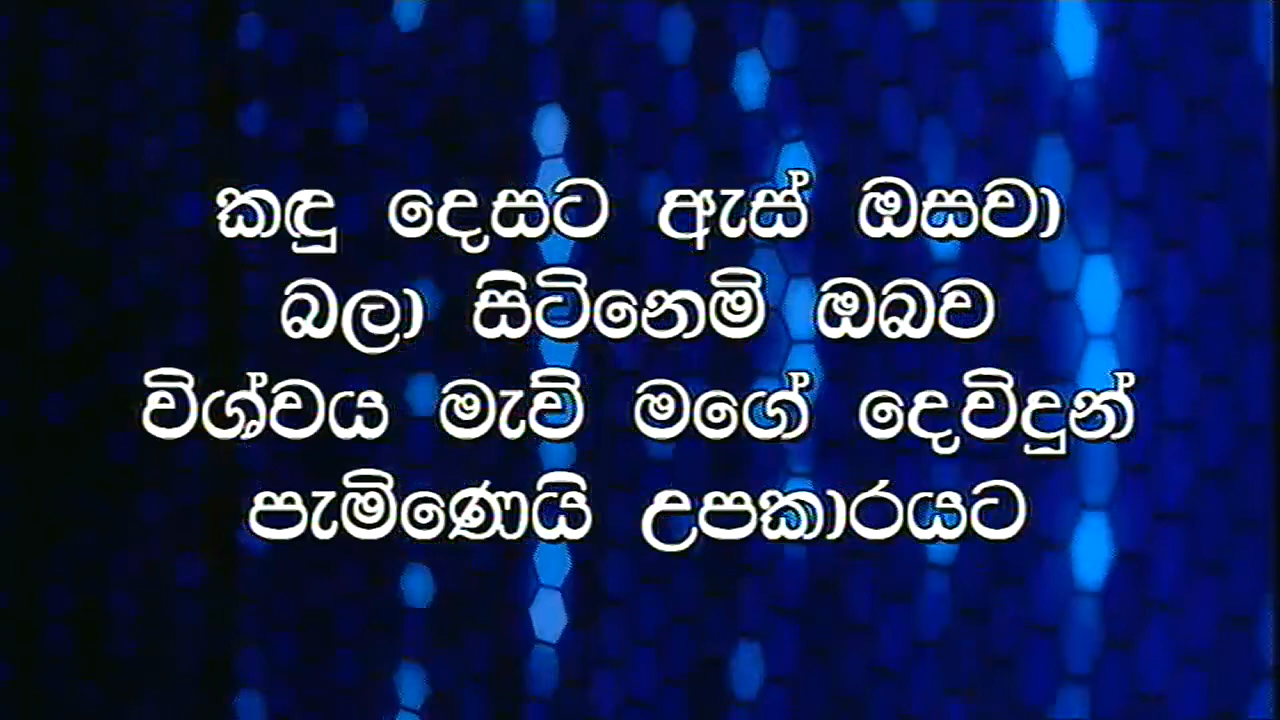 කඳු දෙසට ඇස් ඔසවා
බලා සිටිනෙමි ඔබව
විශ්වය මැව් මගේ දෙවිඳුන්
පැමිණෙයි උපකාරයට